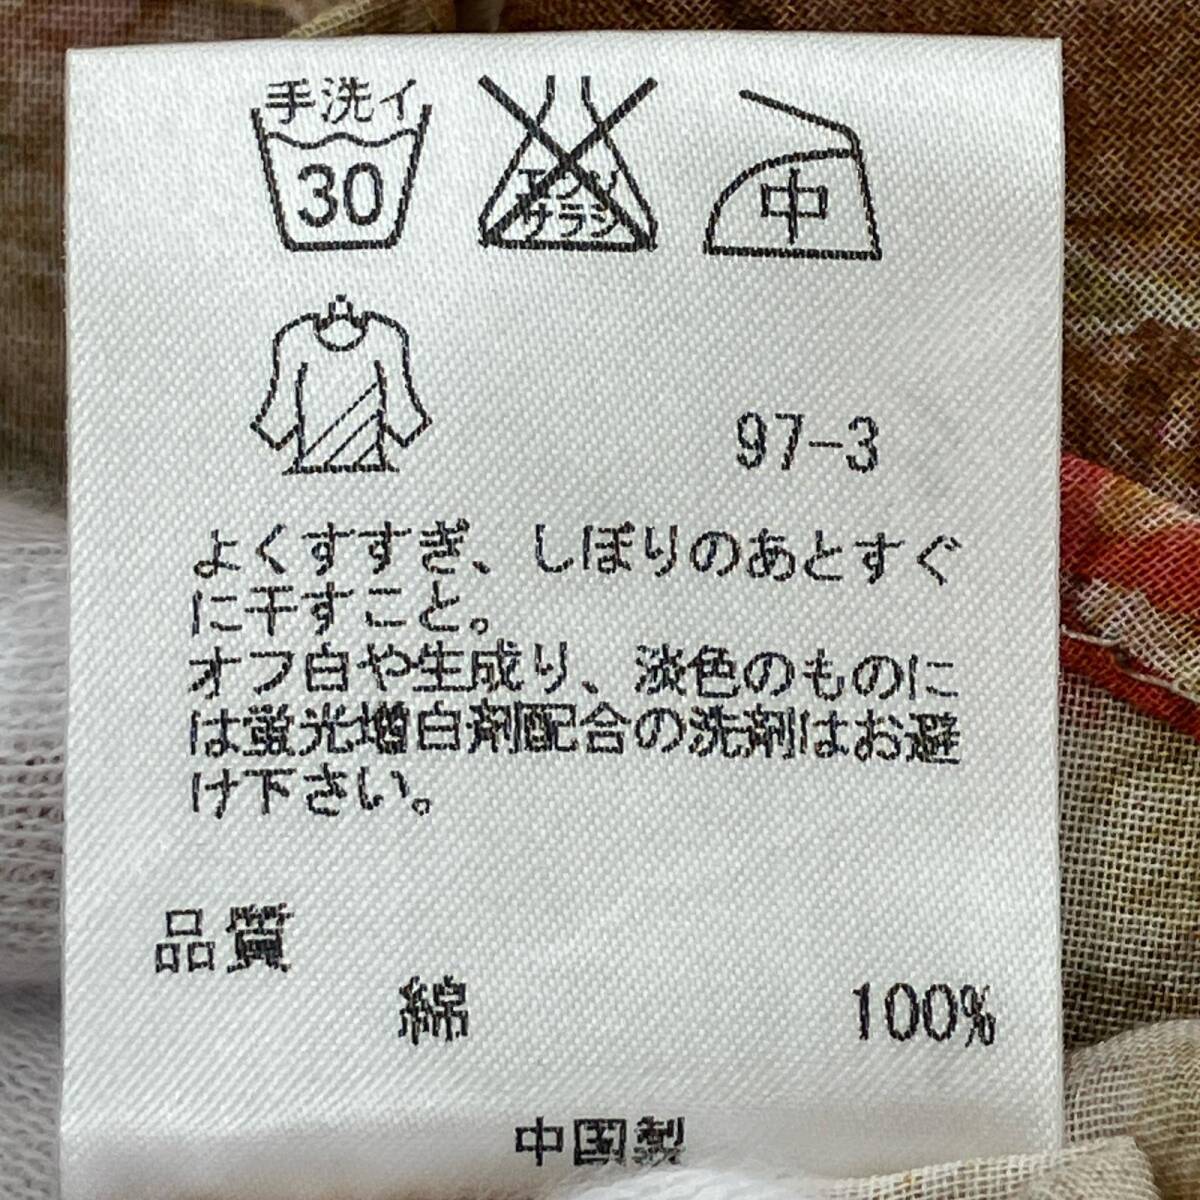 手洗イ
30
エンソ
サラシ
中
97-3
よくすすぎ、しぼりのあとすぐ
に干すこと。
オフ白や生成り、淡色のものに
は蛍光増白剤配合の洗剤はお避
け下さい。
品質
綿 100%
中国製